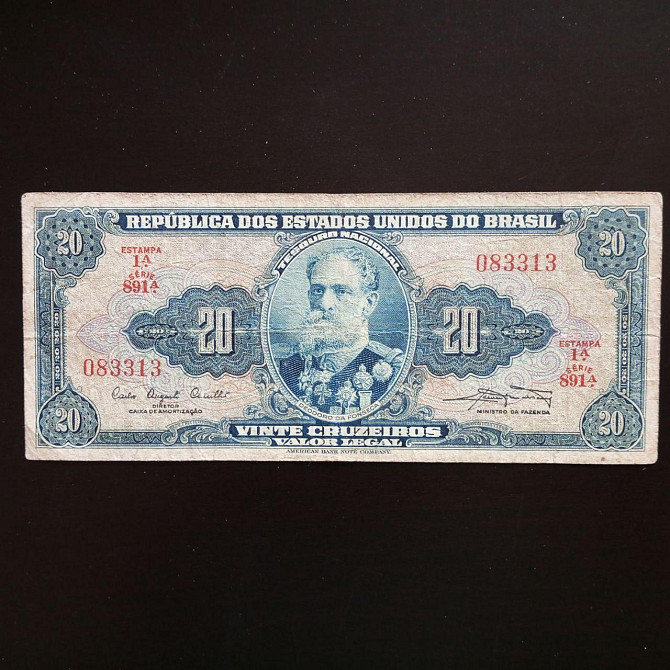 REPÚBLICA DOS ESTADOS UNIDOS DO BRASIL
TESOURO NACIONAL
20
20
ESTAMPA
1A
SÉRIE
891A
083313
083313
20
20
ESTAMPA
1A
SÉRIE
891A
DEODORO DA FONSECA
Carlos Augusto
DIRETOR
CAIXA DE AMORTIZAÇÃO
MINISTRO DA FAZENDA
20
20
VINTE CRUZEIROS
VALOR LEGAL
AMERICAN BANK NOTE COMPANY.